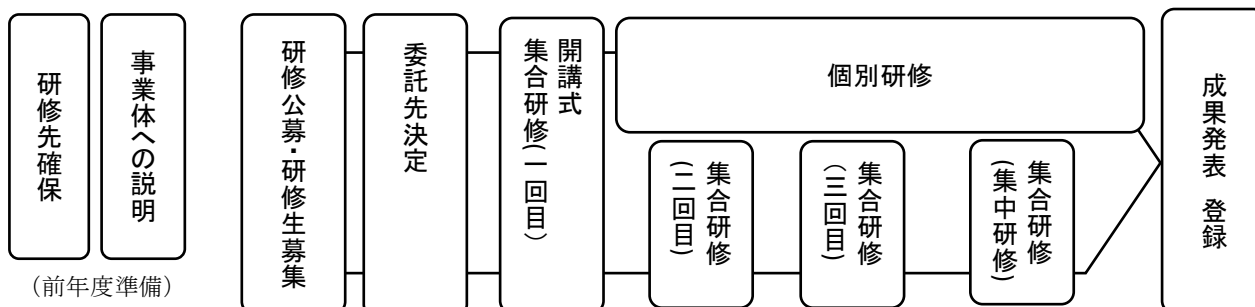 研修先確保
事業体への説明
(前年度準備)
研修公募・研修生募集
委託先決定
開講式
集合研修(一回目)
個別研修
集合研修
(二回目)
集合研修
(三回目)
集合研修
(集中研修)
成果発表 登録